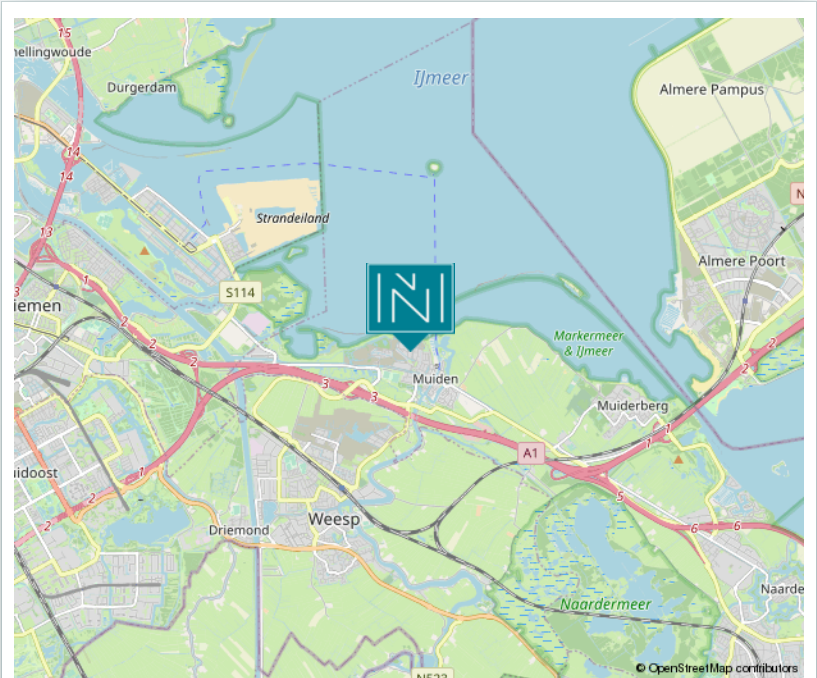 15
nellingwoude
Durgerdam
IJmeer
Almere Pampus
14
14
N
Strandeiland
13
Almere Poort
1
3
S114
iemen
2
2
2
2
2
Markermeer
& IJmeer
3
3
Muiden
Muiderberg
1
1
A1
uidoost
1
5
2
2
Weesp
Driemond
6
6
Naarde
Naardermeer
N523
© OpenStreetMap contributors